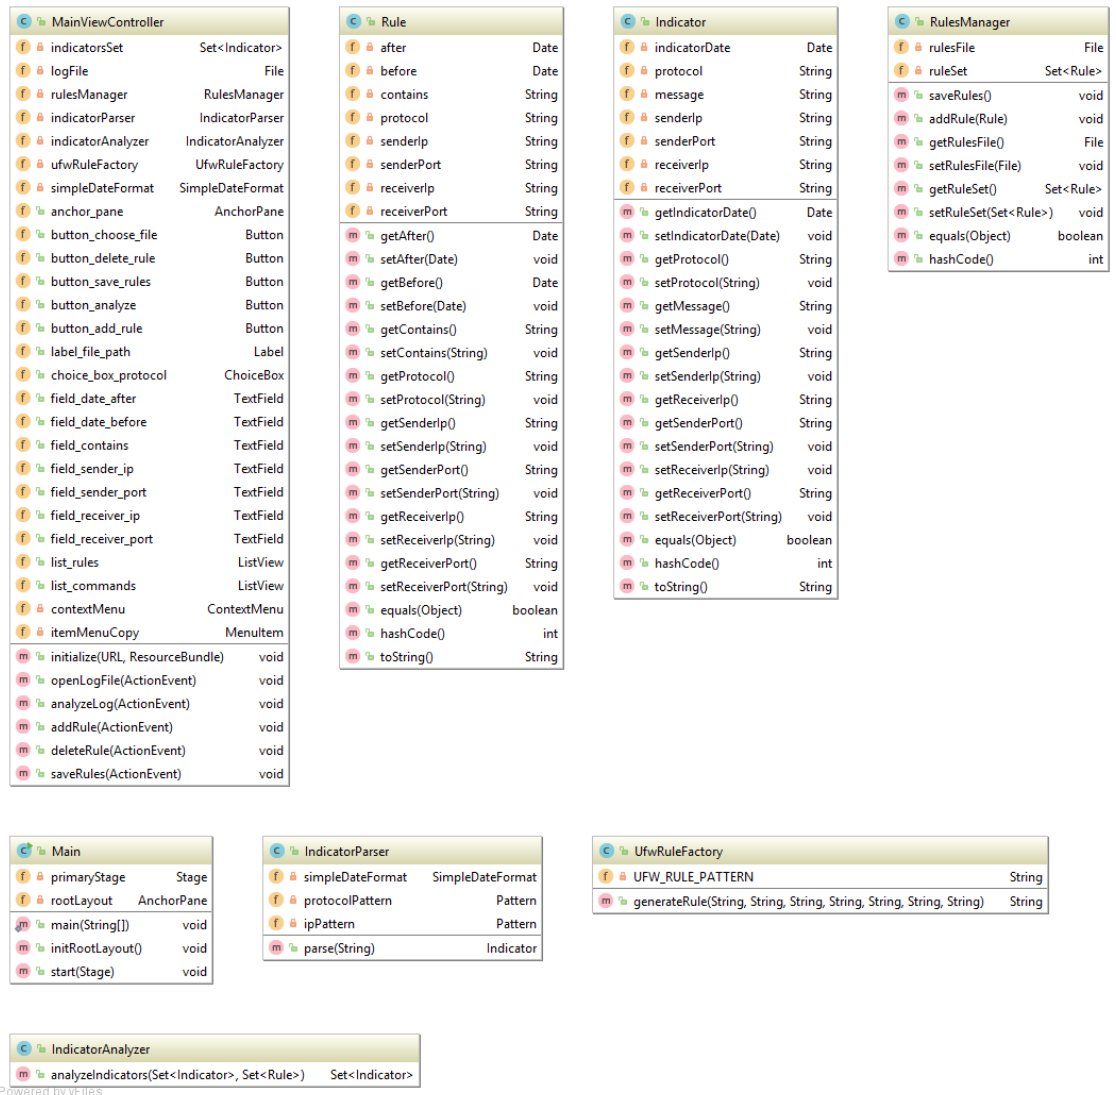 MainViewController
indicatorsSet Set<Indicator>
logFile File
rulesManager RulesManager
indicatorParser IndicatorParser
indicatorAnalyzer IndicatorAnalyzer
ufwRuleFactory UfwRuleFactory
simpleDateFormat SimpleDateFormat
anchor_pane AnchorPane
button_choose_file Button
button_delete_rule Button
button_save_rules Button
button_analyze Button
button_add_rule Button
label_file_path Label
choice_box_protocol ChoiceBox
field_date_after TextField
field_date_before TextField
field_contains TextField
field_sender_ip TextField
field_sender_port TextField
field_receiver_ip TextField
field_receiver_port TextField
list_rules ListView
list_commands ListView
contextMenu ContextMenu
itemMenuCopy MenuItem
initialize(URL, ResourceBundle) void
openLogFile(ActionEvent) void
analyzeLog(ActionEvent) void
addRule(ActionEvent) void
deleteRule(ActionEvent) void
saveRules(ActionEvent) void
Rule
after Date
before Date
contains String
protocol String
senderIp String
senderPort String
receiverIp String
receiverPort String
getAfter() Date
setAfter(Date) void
getBefore() Date
setBefore(Date) void
getContains() String
setContains(String) void
getProtocol() String
setProtocol(String) void
getSenderIp() String
setSenderIp(String) void
getSenderPort() String
setSenderPort(String) void
getReceiverIp() String
setReceiverIp(String) void
getReceiverPort() String
setReceiverPort(String) void
equals(Object) boolean
hashCode() int
toString() String
Indicator
indicatorDate Date
protocol String
message String
senderIp String
senderPort String
receiverIp String
receiverPort String
getIndicatorDate() Date
setIndicatorDate(Date) void
getProtocol() String
setProtocol(String) void
getMessage() String
setMessage(String) void
getSenderIp() String
setSenderIp(String) void
getReceiverIp() String
getSenderPort() String
setSenderPort(String) void
setReceiverIp(String) void
getReceiverPort() String
setReceiverPort(String) void
equals(Object) boolean
hashCode() int
toString() String
RulesManager
rulesFile File
ruleSet Set<Rule>
saveRules() void
addRule(Rule) void
getRulesFile() File
setRulesFile(File) void
getRuleSet() Set<Rule>
setRuleSet(Set<Rule>) void
equals(Object) boolean
hashCode() int
Main
primaryStage Stage
rootLayout AnchorPane
main(String[]) void
initRootLayout() void
start(Stage) void
IndicatorParser
simpleDateFormat SimpleDateFormat
protocolPattern Pattern
ipPattern Pattern
parse(String) Indicator
UfwRuleFactory
UFW_RULE_PATTERN String
generateRule(String, String, String, String, String, String, String) String
IndicatorAnalyzer
analyzeIndicators(Set<Indicator>, Set<Rule>) Set<Indicator>
Powered by yFiles